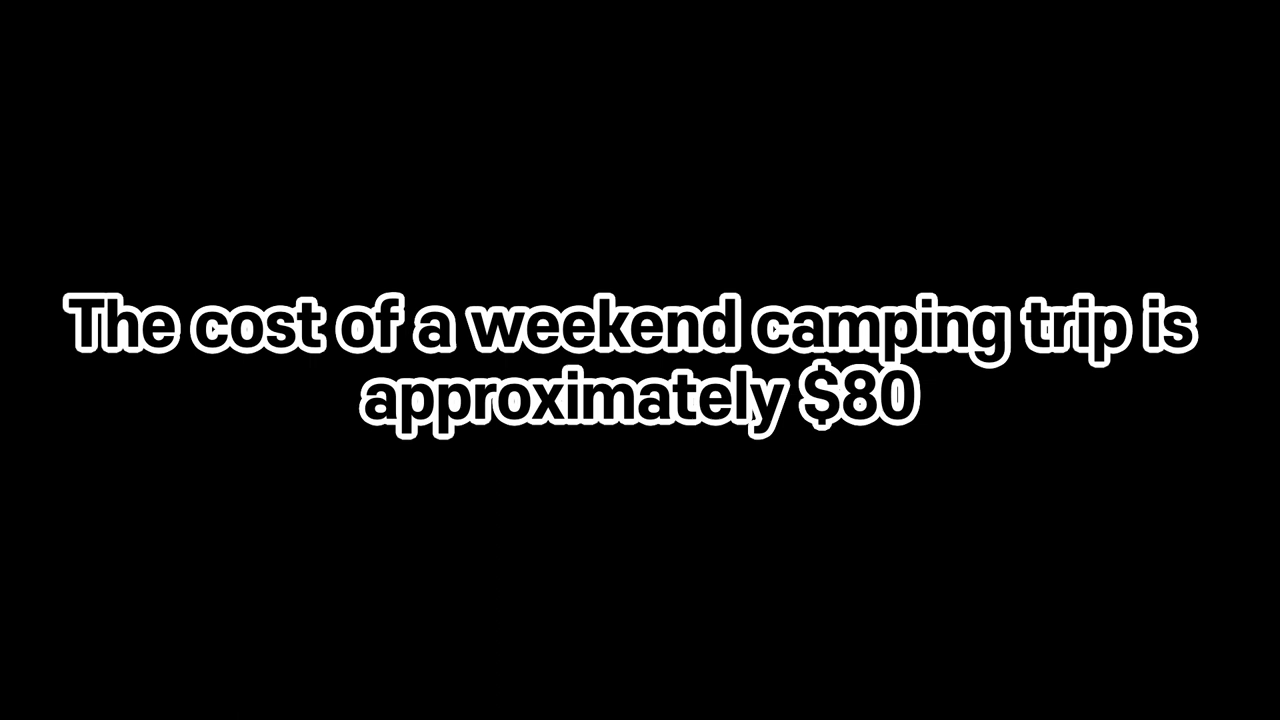 The cost of a weekend camping trip is
approximately $80